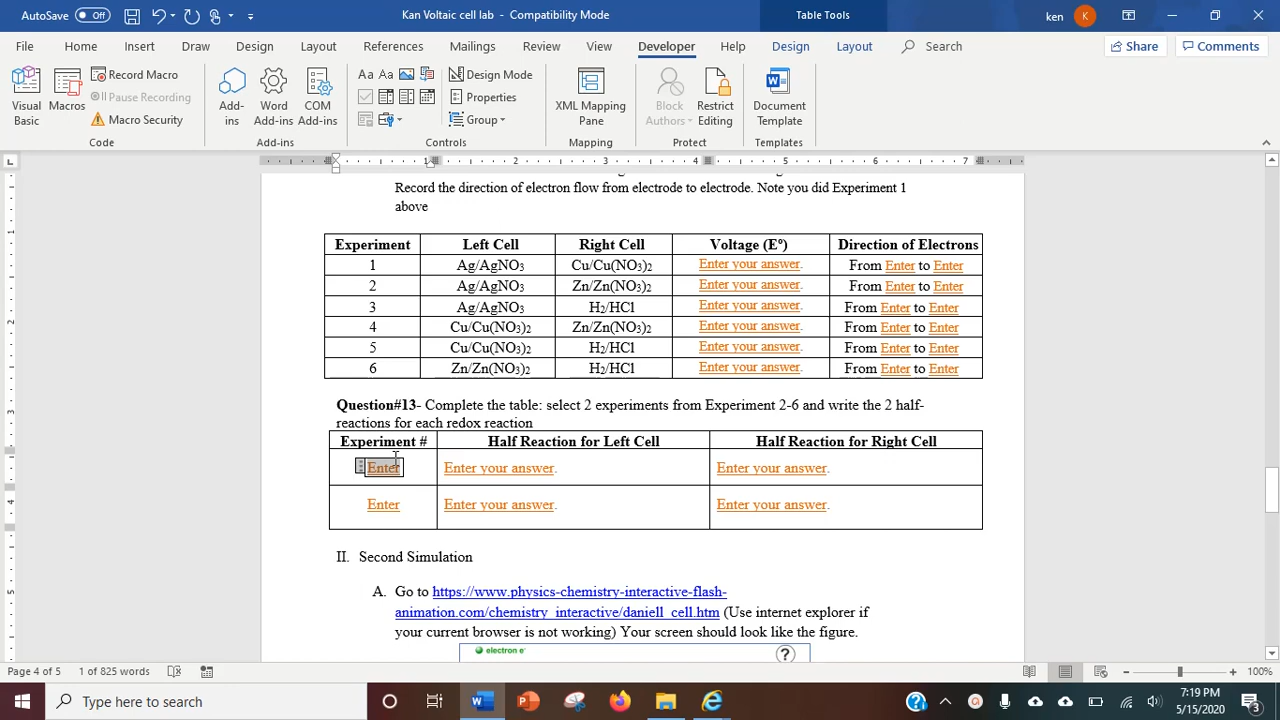 AutoSave Off
Kan Voltaic cell lab - Compatibility Mode
Table Tools
ken K
File Home Insert Draw Design Layout References Mailings Review View Developer Help Design Layout Search Share Comments
Visual Basic
Macros
Record Macro
Pause Recording
Macro Security
Code
Add-ins
Word Add-ins
COM Add-ins
Add-ins
Aa Aa
Design Mode
Properties
Group
Controls
XML Mapping Pane
Mapping
Block Authors
Restrict Editing
Protect
Document Template
Templates
Record the direction of electron flow from electrode to electrode. Note you did Experiment 1
above
Experiment Left Cell Right Cell Voltage (Eº) Direction of Electrons
1 Ag/AgNO3 Cu/Cu(NO3)2 Enter your answer. From Enter to Enter
2 Ag/AgNO3 Zn/Zn(NO3)2 Enter your answer. From Enter to Enter
3 Ag/AgNO3 H2/HCl Enter your answer. From Enter to Enter
4 Cu/Cu(NO3)2 Zn/Zn(NO3)2 Enter your answer. From Enter to Enter
5 Cu/Cu(NO3)2 H2/HCl Enter your answer. From Enter to Enter
6 Zn/Zn(NO3)2 H2/HCl Enter your answer. From Enter to Enter
Question#13- Complete the table: select 2 experiments from Experiment 2-6 and write the 2 half-
reactions for each redox reaction
Experiment # Half Reaction for Left Cell Half Reaction for Right Cell
Enter Enter your answer. Enter your answer.
Enter Enter your answer. Enter your answer.
II. Second Simulation
A. Go to https://www.physics-chemistry-interactive-flash-
animation.com/chemistry_interactive/daniell_cell.htm (Use internet explorer if
your current browser is not working) Your screen should look like the figure.
electron e- ?
Page 4 of 5 1 of 825 words 100%
Type here to search
7:19 PM
5/15/2020
3